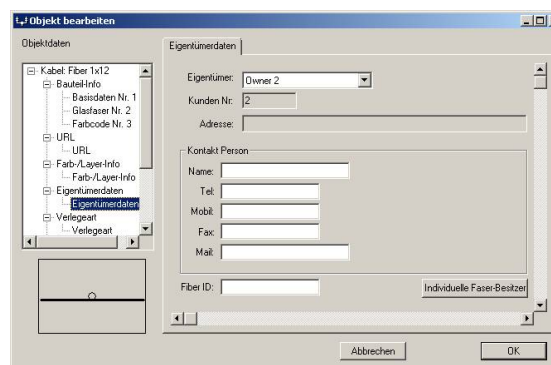 Objekt bearbeiten
Objektdaten
Kabel: Fiber 1x12
Bauteil-Info
Basisdaten Nr. 1
Glasfaser Nr. 2
Farbcode Nr. 3
URL
URL
Farb-/Layer-Info
Farb-/Layer-Info
Eigentümerdaten
Eigentümerdaten
Verlegeart
Verlegeart
Eigentümerdaten
Eigentümer: Owner 2
Kunden Nr: 2
Adresse:
Kontakt Person
Name:
Tel:
Mobil:
Fax:
Mail:
Fiber ID:
Individuelle Faser-Besitzer
Abbrechen
OK